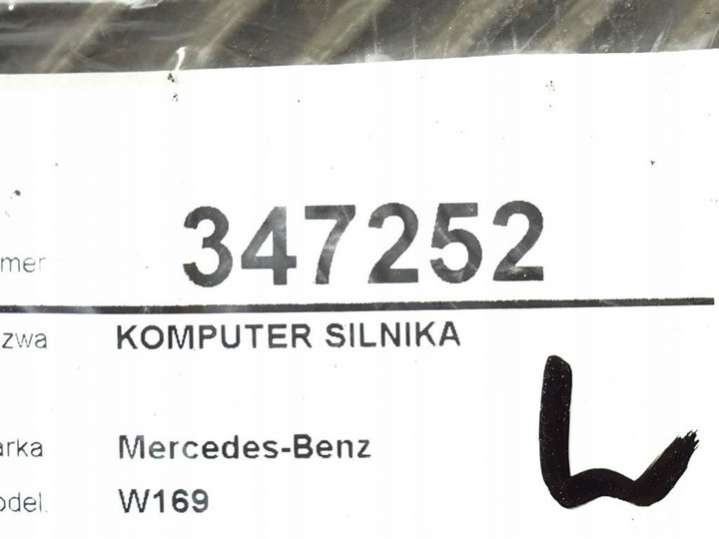 mer 347252
zwa KOMPUTER SILNIKA
arka Mercedes-Benz
odel W169
L